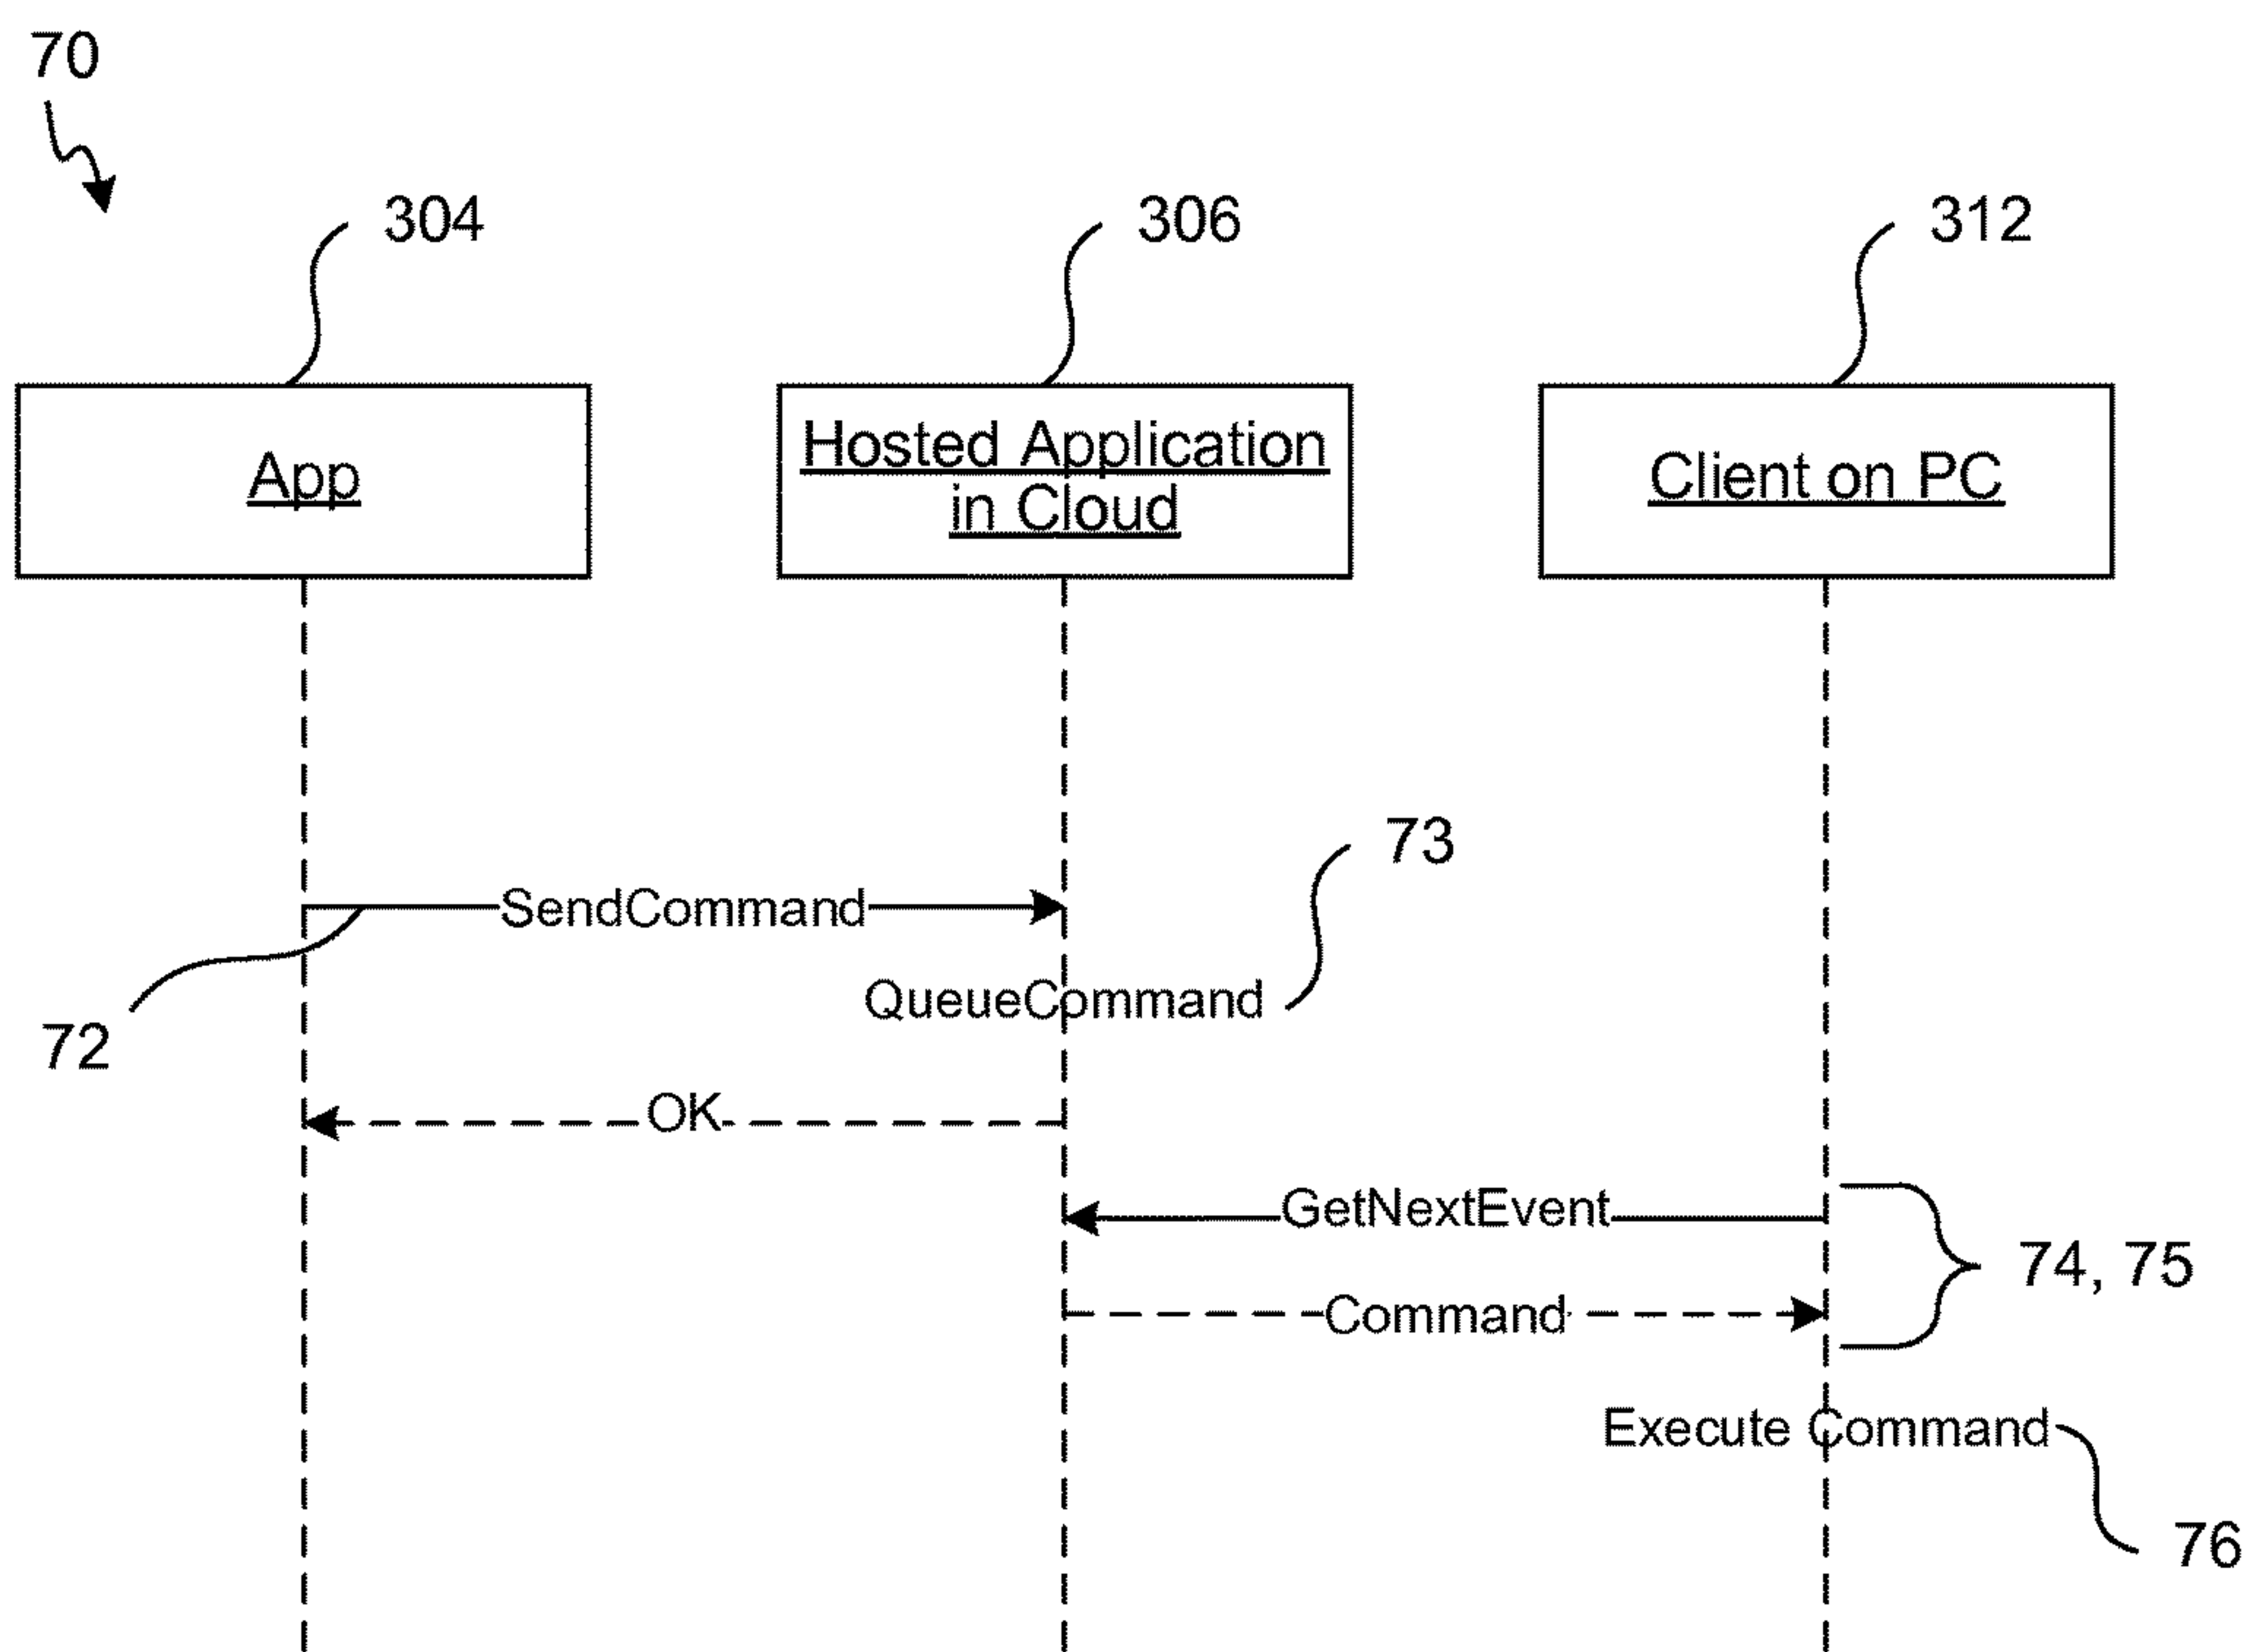 70
304
306
312
App
Hosted Application
in Cloud
Client on PC
73
SendCommand
QueueCommand
72
OK
GetNextEvent
74, 75
Command
Execute Command
76